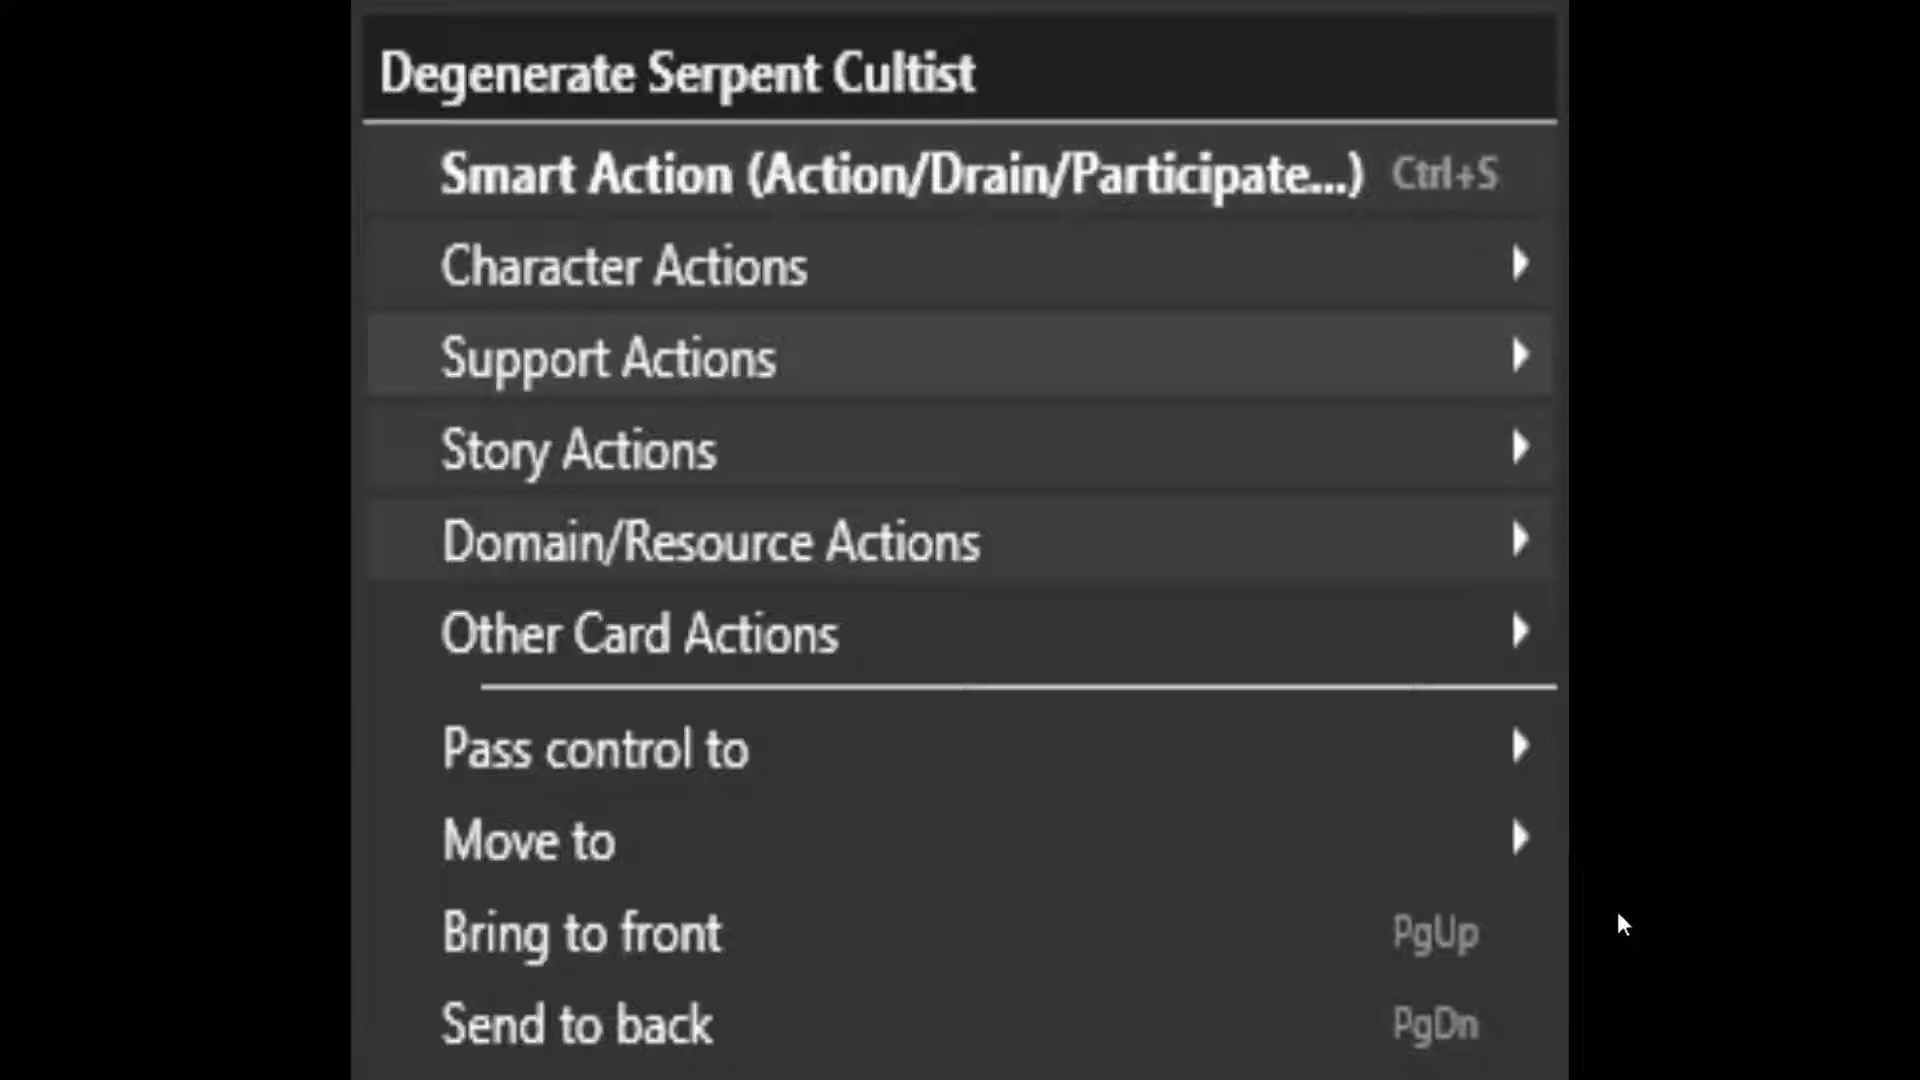 Degenerate Serpent Cultist
Smart Action (Action/Drain/Participate...) Ctrl+S
Character Actions
Support Actions
Story Actions
Domain/Resource Actions
Other Card Actions
Pass control to
Move to
Bring to front PgUp
Send to back PgDn